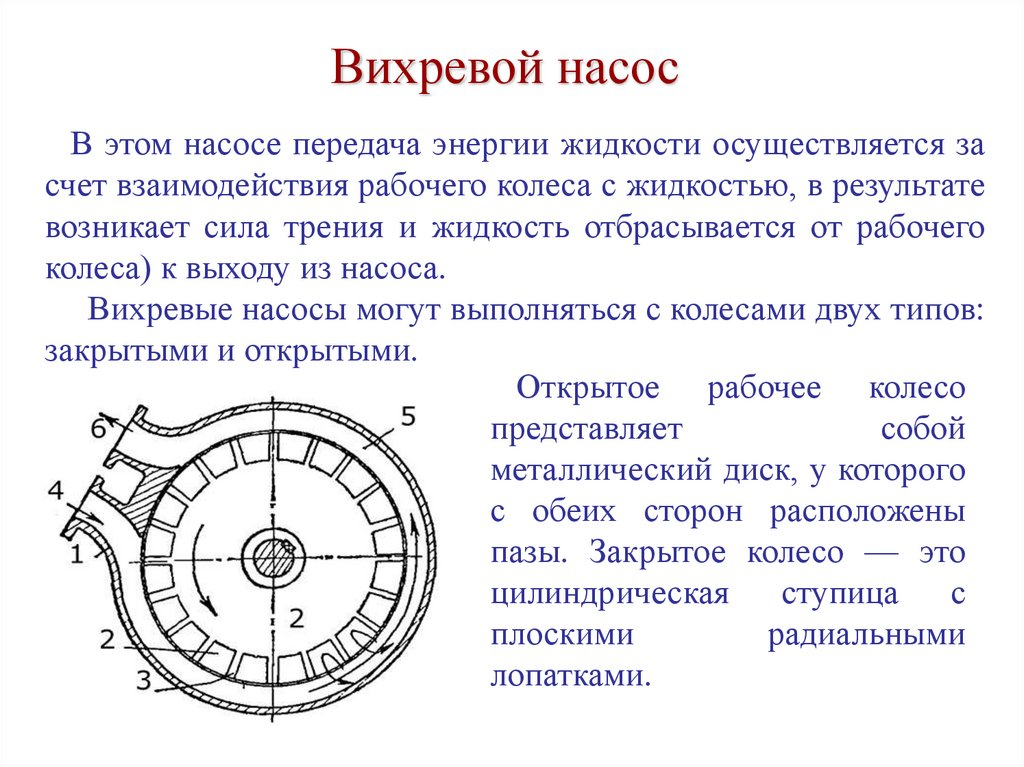 Вихревой насос
В этом насосе передача энергии жидкости осуществляется за
счет взаимодействия рабочего колеса с жидкостью, в результате
возникает сила трения и жидкость отбрасывается от рабочего
колеса) к выходу из насоса.
Вихревые насосы могут выполняться с колесами двух типов:
закрытыми и открытыми.
Открытое рабочее колесо
представляет собой
металлический диск, у которого
с обеих сторон расположены
пазы. Закрытое колесо — это
цилиндрическая ступица с
плоскими радиальными
лопатками.
5
6
4
1
2
2
3